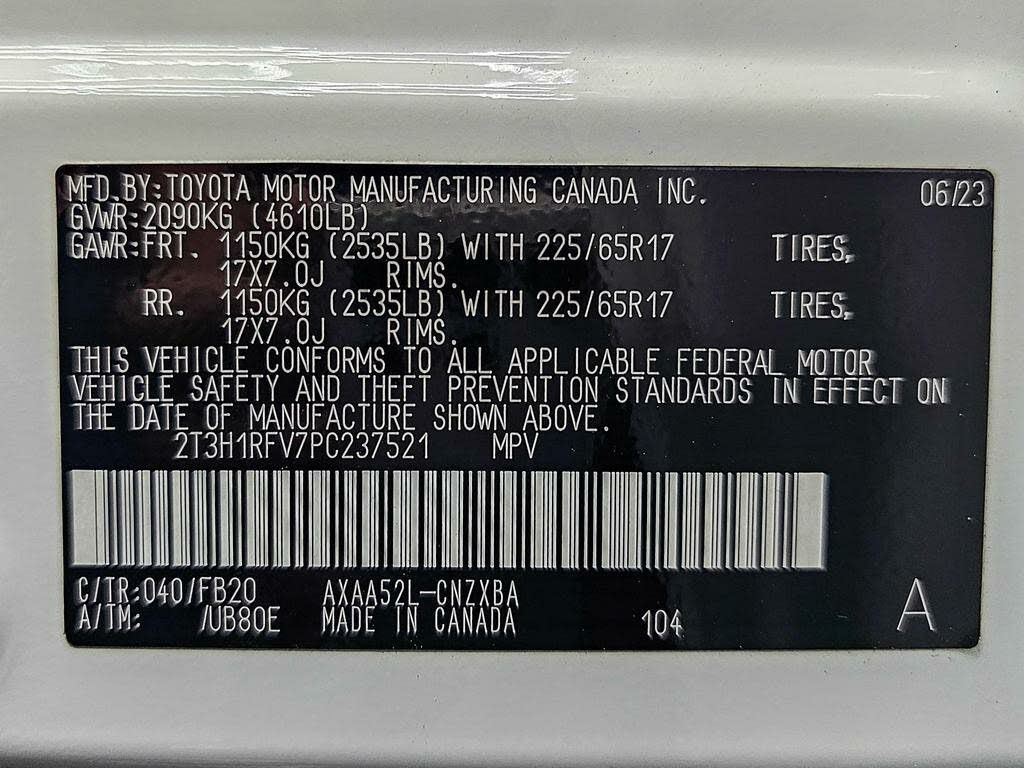 MFD.BY:TOYOTA MOTOR MANUFACTURING CANADA INC. 06/23
GVWR:2090KG (4610LB)
GAWR:FRT. 1150KG (2535LB) WITH 225/65R17 TIRES,
17X7.0J RIMS.
RR. 1150KG (2535LB) WITH 225/65R17 TIRES,
17X7.0J RIMS.
THIS VEHICLE CONFORMS TO ALL APPLICABLE FEDERAL MOTOR
VEHICLE SAFETY AND THEFT PREVENTION STANDARDS IN EFFECT ON
THE DATE OF MANUFACTURE SHOWN ABOVE.
2T3H1RFV7PC237521 MPV
C/TR:040/FB20 AXAA52L-CNZXBA
A/TM: /UB80E MADE IN CANADA 104 A